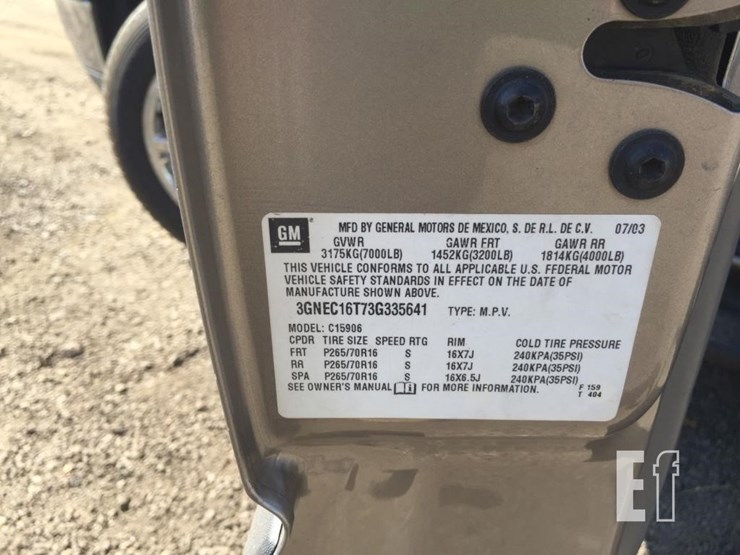 GM ® MFD BY GENERAL MOTORS DE MEXICO, S. DE R.L. DE C.V. 07/03
GVWR GAWR FRT GAWR RR
3175KG(7000LB) 1452KG(3200LB) 1814KG(4000LB)
THIS VEHICLE CONFORMS TO ALL APPLICABLE U.S. FFDERAL MOTOR
VEHICLE SAFETY STANDARDS IN EFFECT ON THE DATE OF
MANUFACTURE SHOWN ABOVE.
3GNEC16T73G335641 TYPE: M.P.V.
MODEL: C15906
CPDR TIRE SIZE SPEED RTG RIM COLD TIRE PRESSURE
FRT P265/70R16 S 16X7J 240KPA(35PSI)
RR P265/70R16 S 16X7J 240KPA(35PSI)
SPA P265/70R16 S 16X6.5J 240KPA(35PSI)
SEE OWNER'S MANUAL FOR MORE INFORMATION. F 159
T 404
Ef